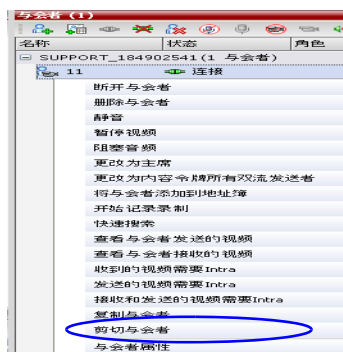 与会者 (1)
名称 状态 角色
SUPPORT_184902541(1 与会者)
11 连接
断开与会者
删除与会者
静音
暂停视频
阻塞音频
更改为主席
更改为内容令牌所有双流发送者
将与会者添加到地址簿
开始记录录制
快速搜索
查看与会者发送的视频
查看与会者接收的视频
收到的视频需要Intra
发送的视频需要Intra
接收和发送的视频需要Intra
复制与会者
剪切与会者
与会者属性